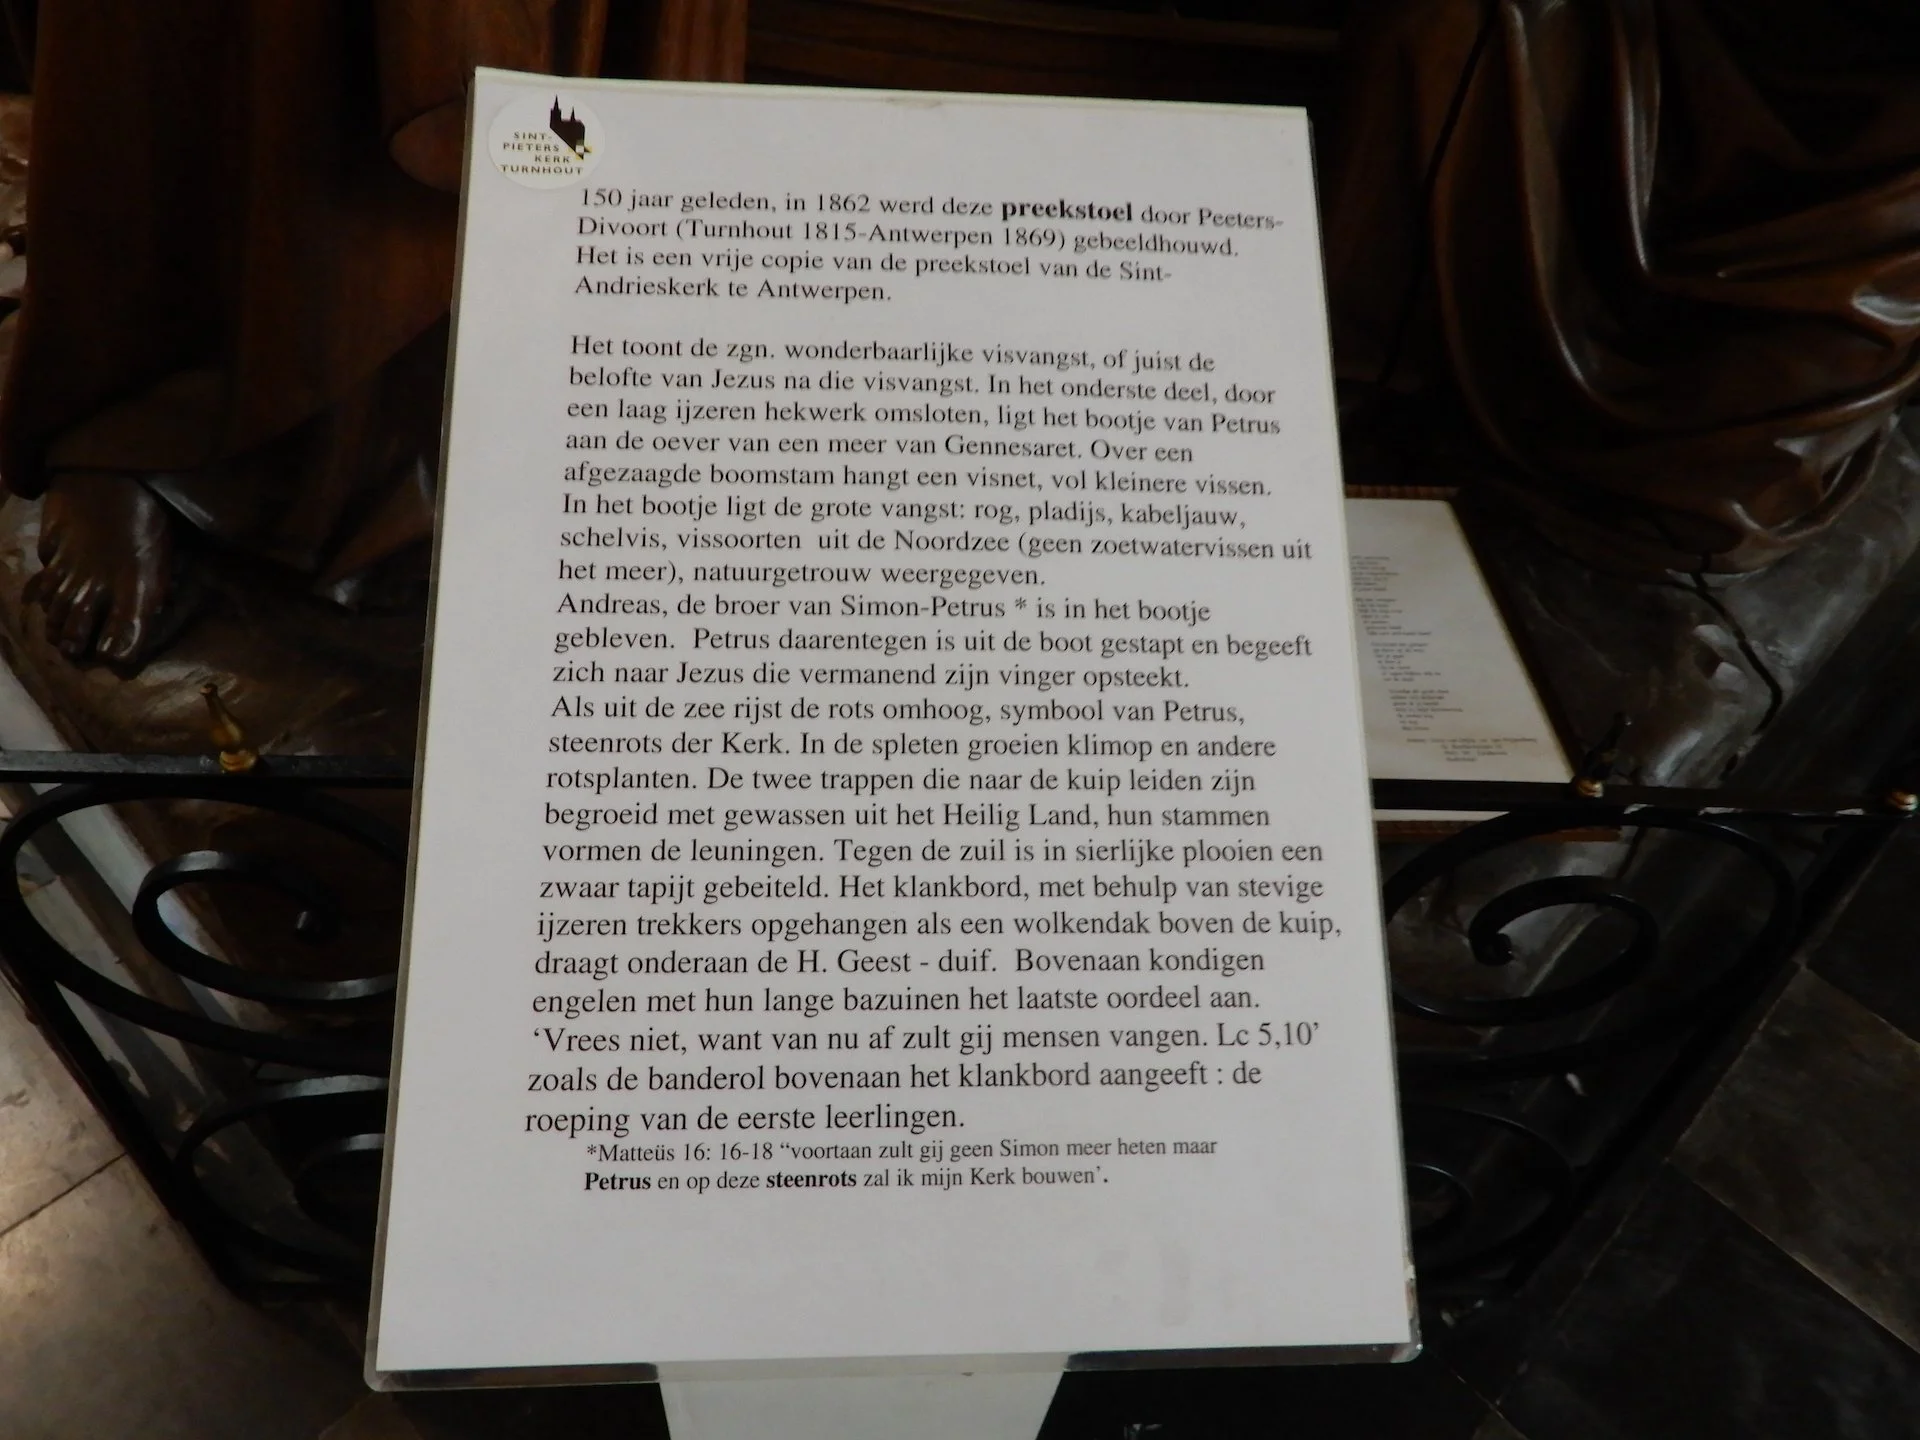 SINT-
PIETERS
KERK
TURNHOUT
150 jaar geleden, in 1862 werd deze preekstoel door Peeters-
Divoort (Turnhout 1815-Antwerpen 1869) gebeeldhouwd.
Het is een vrije copie van de preekstoel van de Sint-
Andrieskerk te Antwerpen.
Het toont de zgn. wonderbaarlijke visvangst, of juist de
belofte van Jezus na die visvangst. In het onderste deel, door
een laag ijzeren hekwerk omsloten, ligt het bootje van Petrus
aan de oever van een meer van Gennesaret. Over een
afgezaagde boomstam hangt een visnet, vol kleinere vissen.
In het bootje ligt de grote vangst: rog, pladijs, kabeljauw,
schelvis, vissoorten uit de Noordzee (geen zoetwatervissen uit
het meer), natuurgetrouw weergegeven.
Andreas, de broer van Simon-Petrus * is in het bootje
gebleven. Petrus daarentegen is uit de boot gestapt en begeeft
zich naar Jezus die vermanend zijn vinger opsteekt.
Als uit de zee rijst de rots omhoog, symbool van Petrus,
steenrots der Kerk. In de spleten groeien klimop en andere
rotsplanten. De twee trappen die naar de kuip leiden zijn
begroeid met gewassen uit het Heilig Land, hun stammen
vormen de leuningen. Tegen de zuil is in sierlijke plooien een
zwaar tapijt gebeiteld. Het klankbord, met behulp van stevige
ijzeren trekkers opgehangen als een wolkendak boven de kuip,
draagt onderaan de H. Geest - duif. Bovenaan kondigen
engelen met hun lange bazuinen het laatste oordeel aan.
‘Vrees niet, want van nu af zult gij mensen vangen. Lc 5,10’
zoals de banderol bovenaan het klankbord aangeeft : de
roeping van de eerste leerlingen.
*Matteüs 16: 16-18 “voortaan zult gij geen Simon meer heten maar
Petrus en op deze steenrots zal ik mijn Kerk bouwen’.